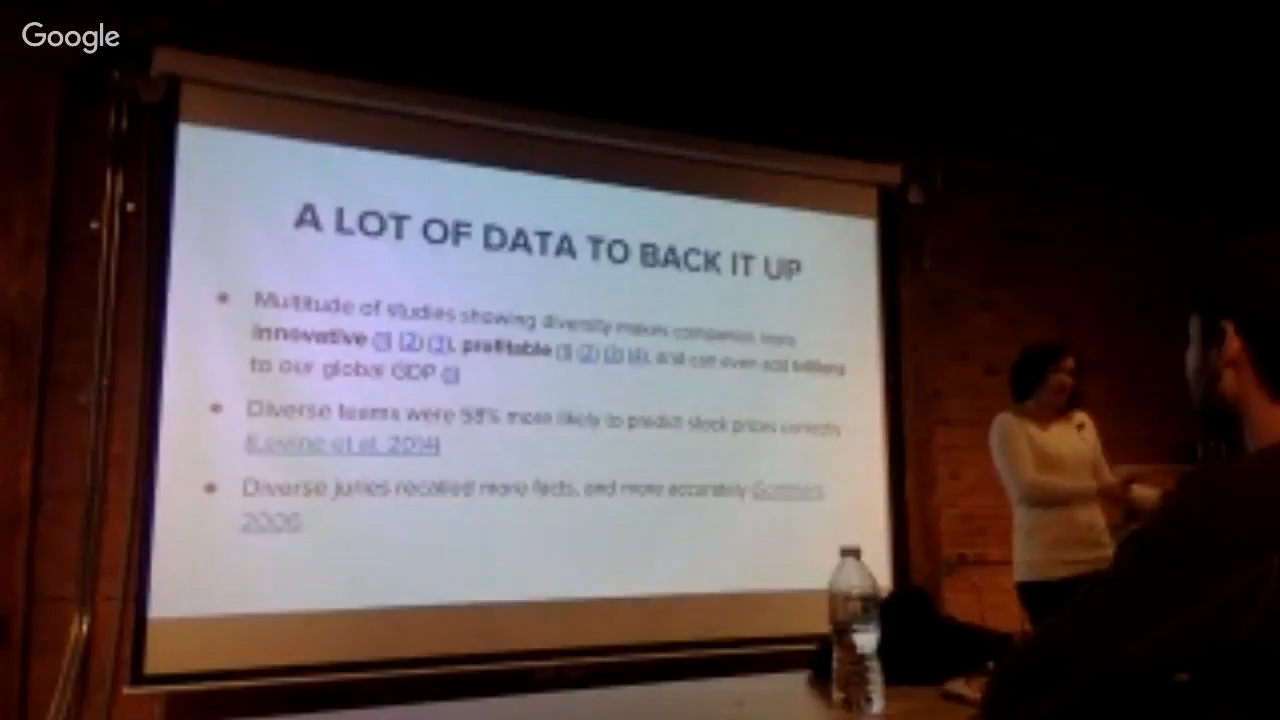 Google
A LOT OF DATA TO BACK IT UP
Multitude of studies showing diversity makes companies more
innovative [1] [2] [3], profitable [1] [2] [3] [4], and can even add billions
to our global GDP [1]
Diverse teams were 58% more likely to predict stock prices correctly
(Levine et al. 2014)
Diverse juries recalled more facts, and more accurately Sommers
2006